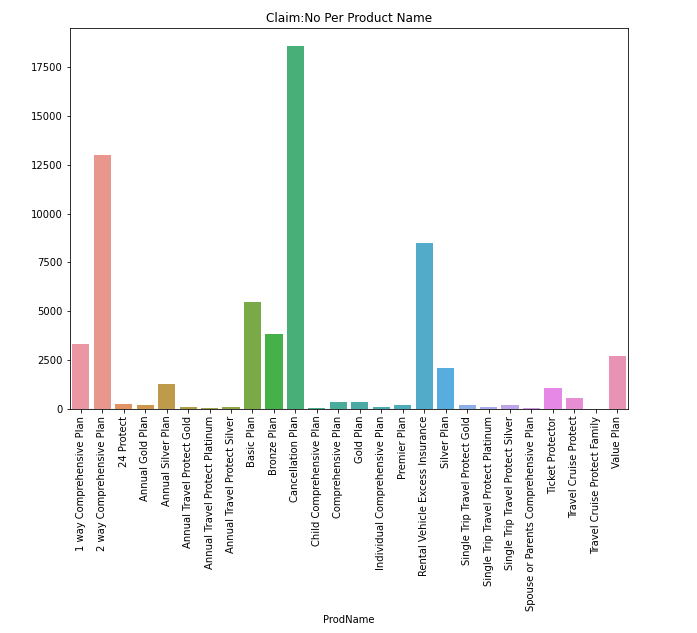 Claim:No Per Product Name
17500
15000
12500
10000
7500
5000
2500
0
1 way Comprehensive Plan
2 way Comprehensive Plan
24 Protect
Annual Gold Plan
Annual Silver Plan
Annual Travel Protect Gold
Annual Travel Protect Platinum
Annual Travel Protect Silver
Basic Plan
Bronze Plan
Cancellation Plan
Child Comprehensive Plan
Comprehensive Plan
Gold Plan
Individual Comprehensive Plan
Premier Plan
Rental Vehicle Excess Insurance
Silver Plan
Single Trip Travel Protect Gold
Single Trip Travel Protect Platinum
Single Trip Travel Protect Silver
Spouse or Parents Comprehensive Plan
Ticket Protector
Travel Cruise Protect
Travel Cruise Protect Family
Value Plan
ProdName